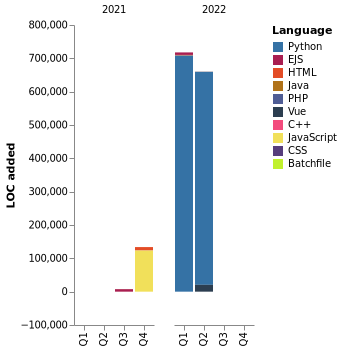 2021
2022
LOC added
800,000
700,000
600,000
500,000
400,000
300,000
200,000
100,000
0
−100,000
Q1
Q2
Q3
Q4
Q1
Q2
Q3
Q4
Language
Python
EJS
HTML
Java
PHP
Vue
C++
JavaScript
CSS
Batchfile